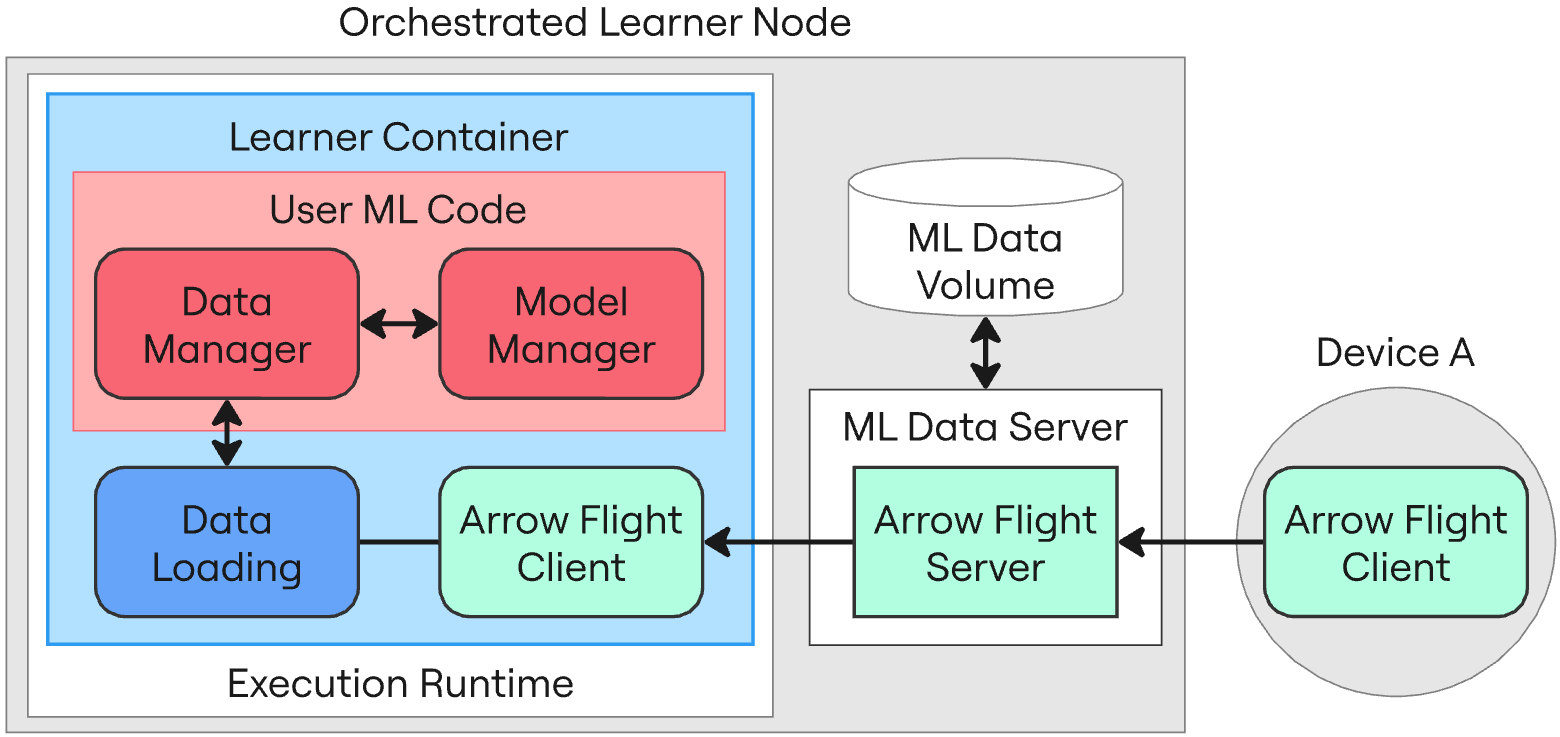 Orchestrated Learner Node
Learner Container
User ML Code
Data
Manager
Model
Manager
Data
Loading
Arrow Flight
Client
Execution Runtime
ML Data
Volume
ML Data Server
Arrow Flight
Server
Device A
Arrow Flight
Client